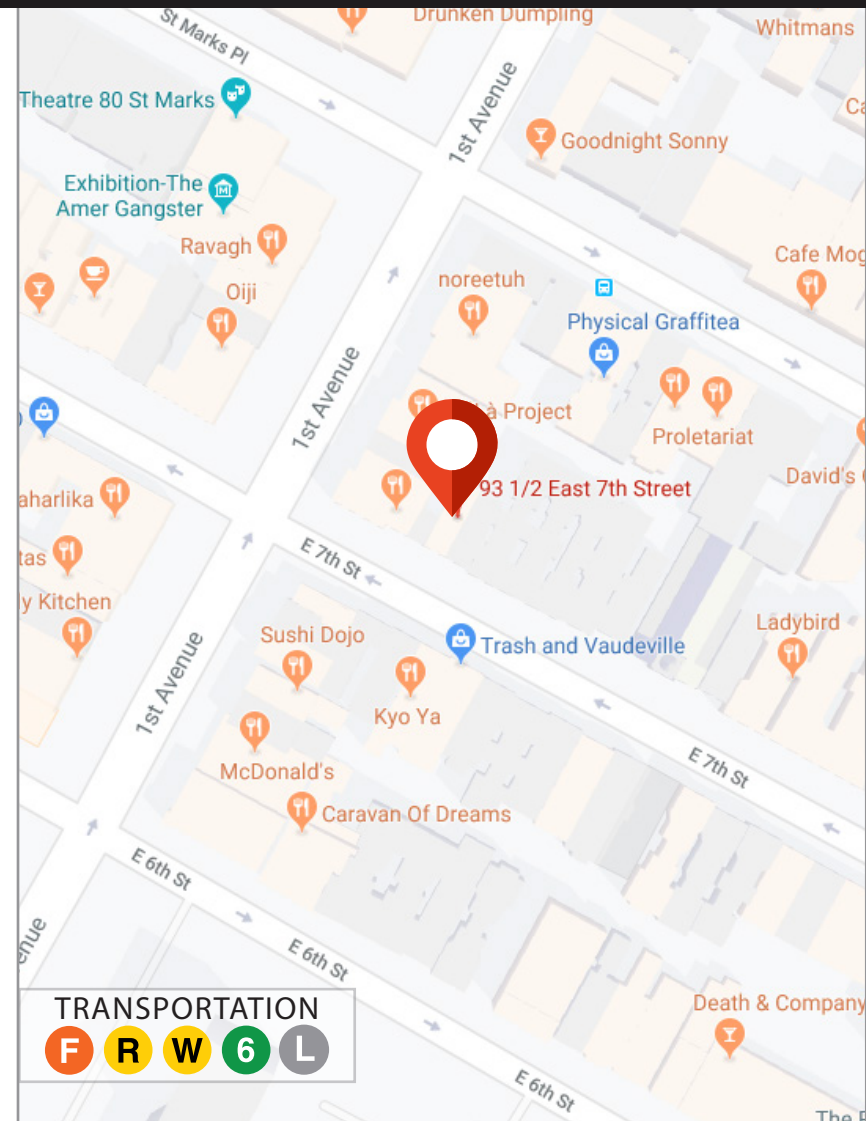 Drunken Dumpling
Whitmans
St Marks Pl
1st Avenue
Theatre 80 St Marks
Goodnight Sonny
Exhibition-The
Amer Gangster
Ravagh
Cafe Mog
Oiji
noreetuh
Physical Graffitea
1st Avenue
à Project
Proletariat
David's
93 1/2 East 7th Street
aharlika
tas
E 7th St
y Kitchen
Sushi Dojo
Trash and Vaudeville
Ladybird
1st Avenue
Kyo Ya
McDonald's
E 7th St
Caravan Of Dreams
E 6th St
enue
E 6th St
TRANSPORTATION
F R W 6 L
Death & Company
E 6th St
The